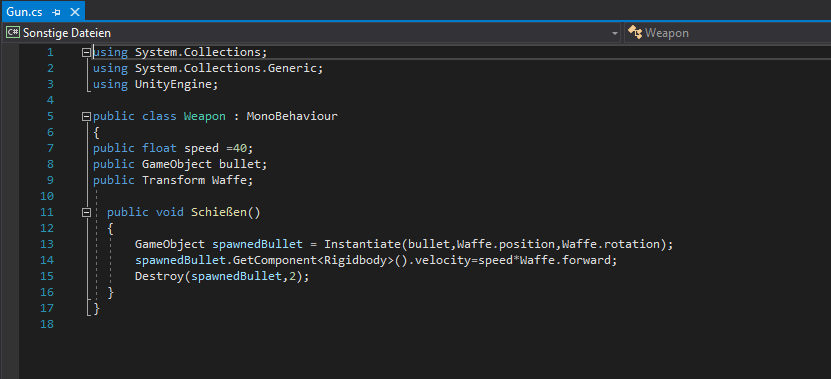 Gun.cs
Sonstige Dateien
Weapon
1 using System.Collections;
2 using System.Collections.Generic;
3 using UnityEngine;
4
5 public class Weapon : MonoBehaviour
6 {
7 public float speed =40;
8 public GameObject bullet;
9 public Transform Waffe;
10
11 public void Schießen()
12 {
13 GameObject spawnedBullet = Instantiate(bullet,Waffe.position,Waffe.rotation);
14 spawnedBullet.GetComponent<Rigidbody>().velocity=speed*Waffe.forward;
15 Destroy(spawnedBullet,2);
16 }
17 }
18